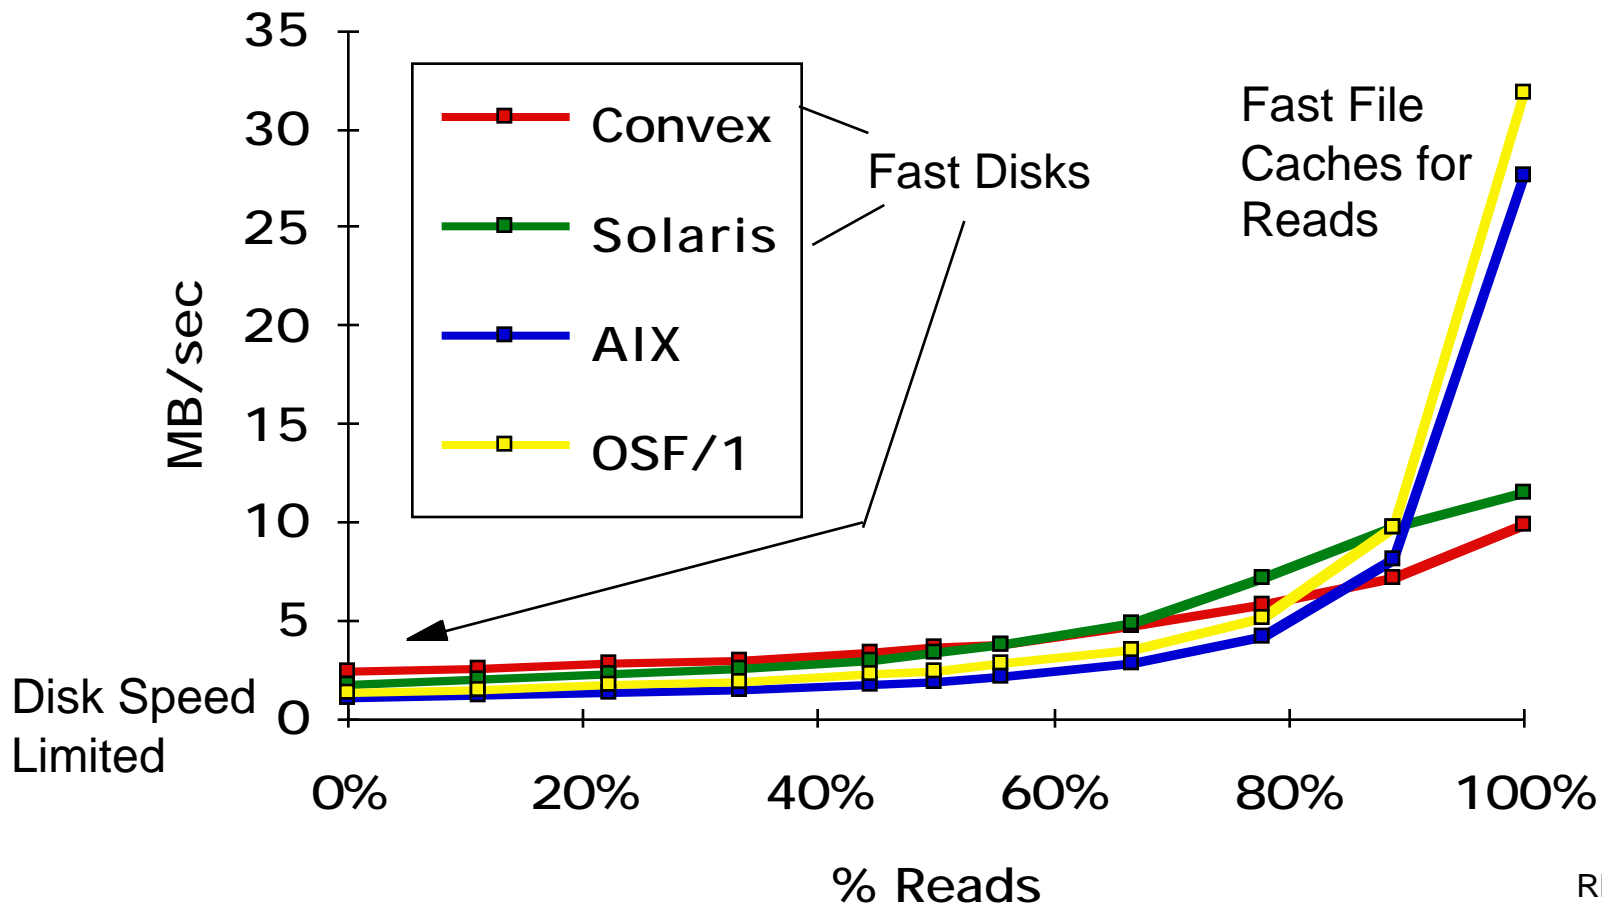 35
30
25
20
15
10
5
0
MB/sec
Convex
Solaris
AIX
OSF/1
Fast Disks
Fast File
Caches for
Reads
Disk Speed
Limited
0% 20% 40% 60% 80% 100%
% Reads